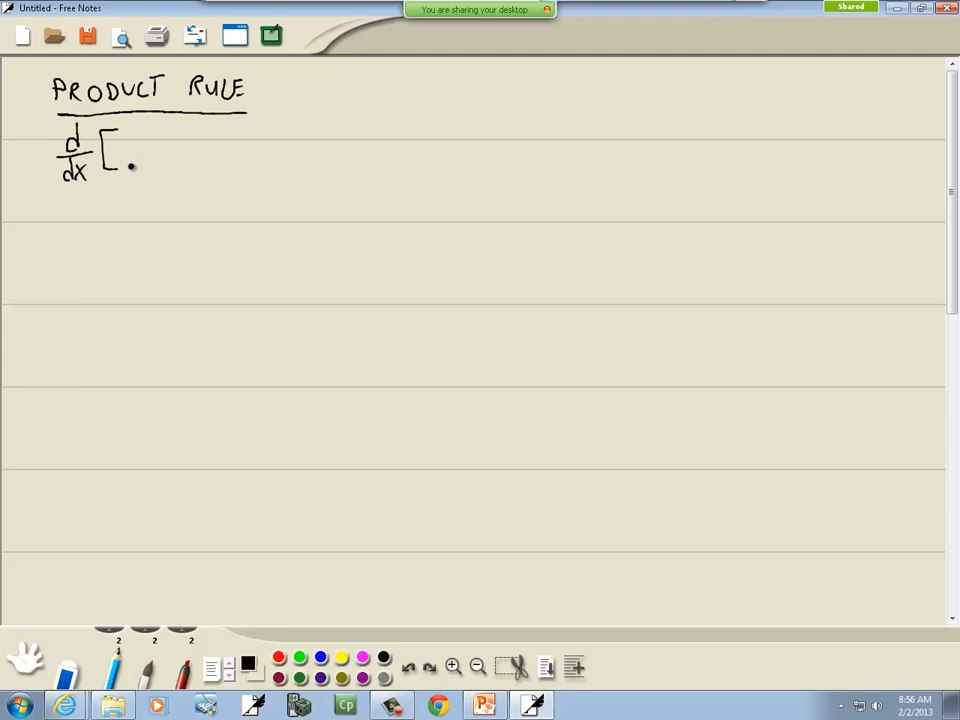 Untitled - Free Notes
You are sharing your desktop
Shared
PRODUCT RULE
d
dx [
2
2
2
1
Cp
8:56 AM
2/2/2013